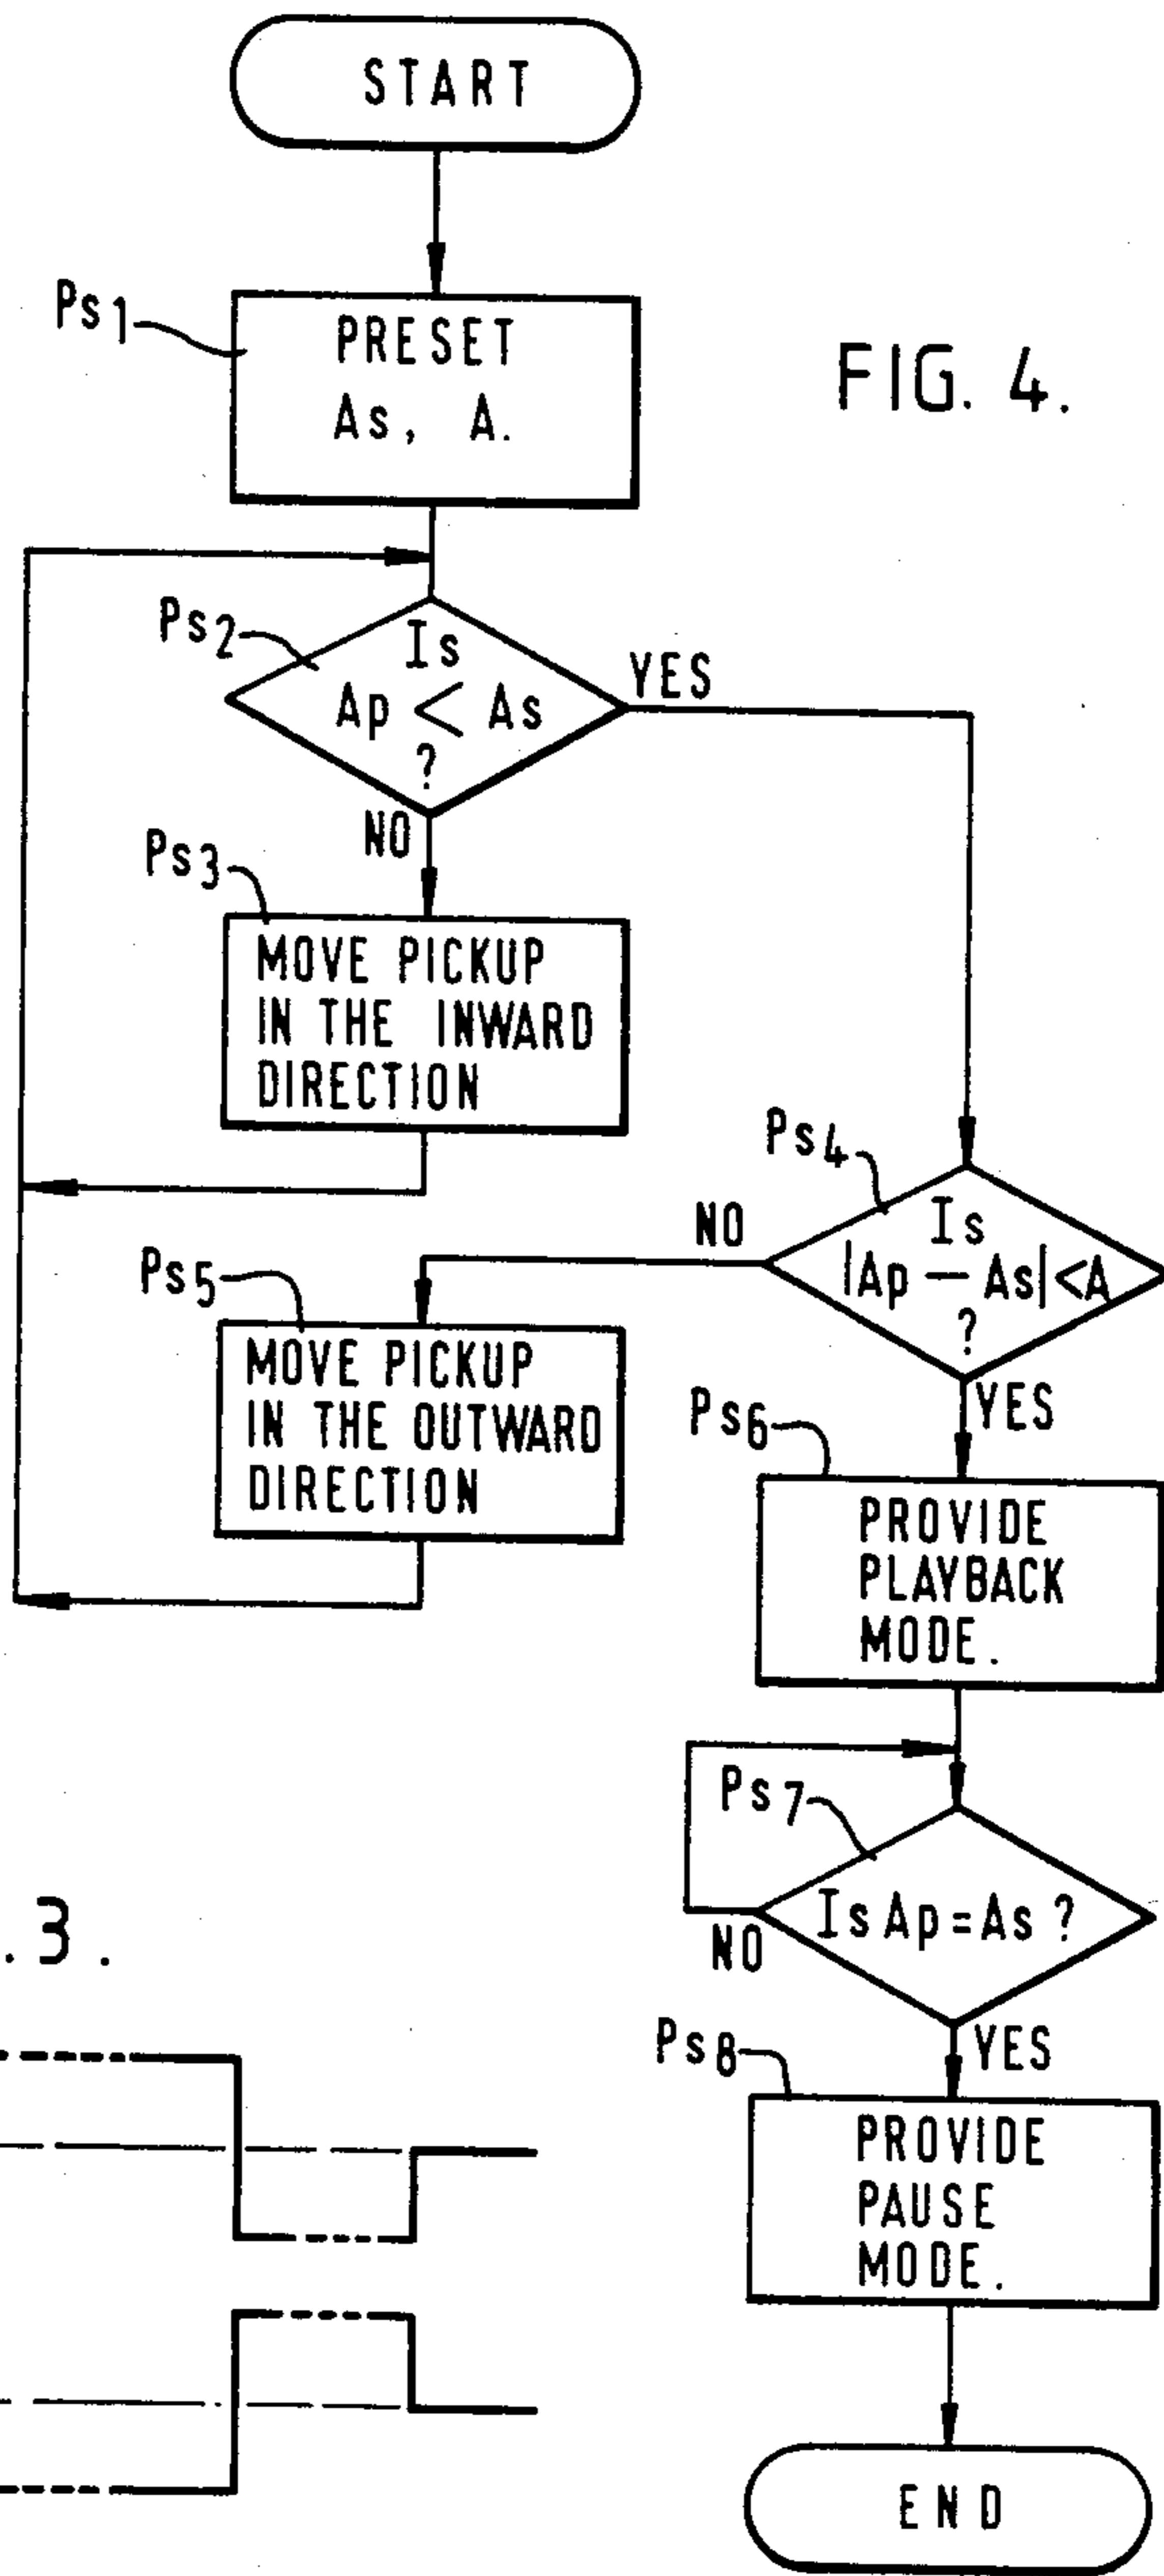 START
Ps1
PRESET
As, A.
FIG. 4.
Ps2
Is
Ap < As
?
YES
NO
Ps3
MOVE PICKUP
IN THE INWARD
DIRECTION
Ps4
Is
|Ap — As| <A
?
NO
YES
Ps5
MOVE PICKUP
IN THE OUTWARD
DIRECTION
Ps6
PROVIDE
PLAYBACK
MODE.
Ps7
Is Ap = As ?
NO
YES
Ps8
PROVIDE
PAUSE
MODE.
END
.3.